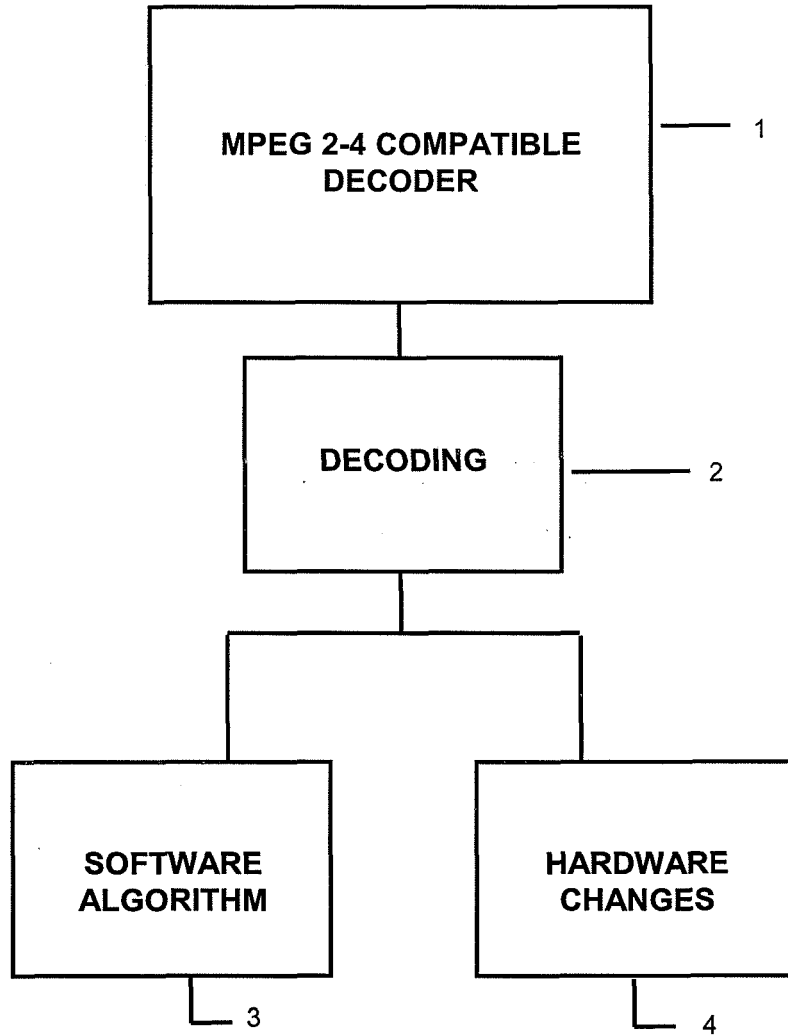 MPEG 2-4 COMPATIBLE
DECODER
1
DECODING
2
SOFTWARE
ALGORITHM
HARDWARE
CHANGES
3
4